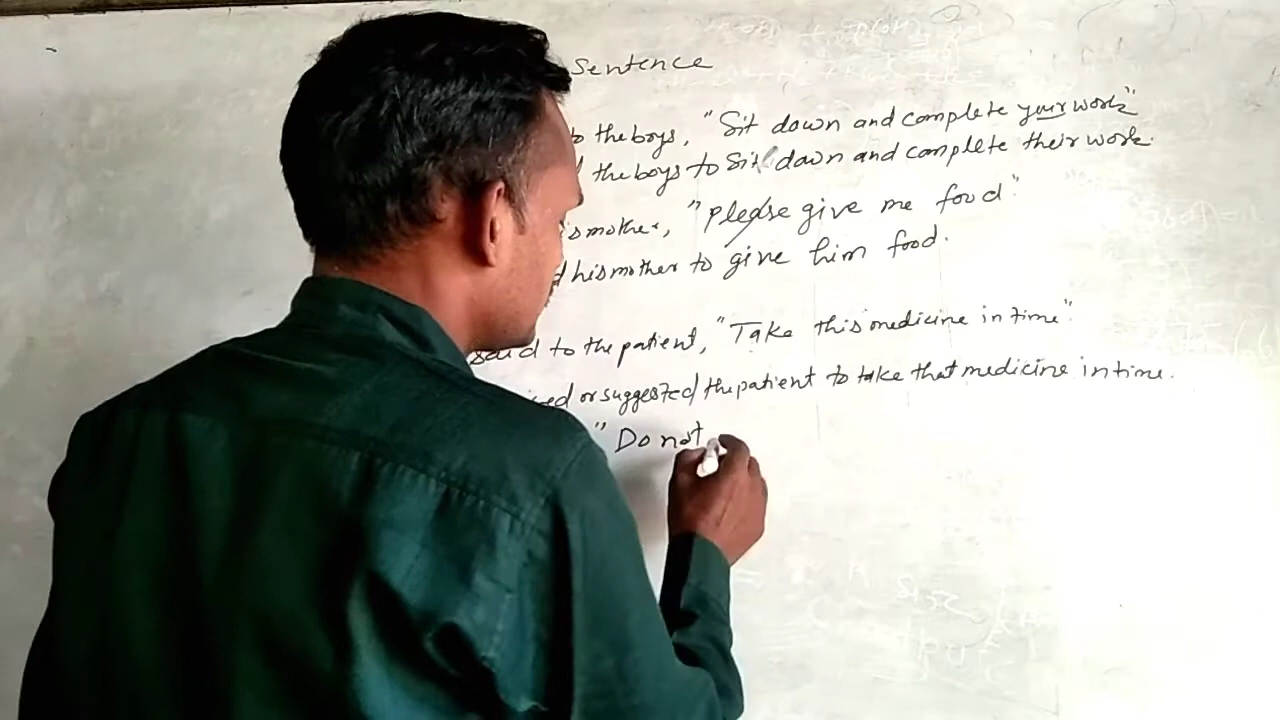 Sentence
to the boys, "Sit down and complete your work"
the boys to Sit down and complete their work.
his mother, "please give me food"
his mother to give him food.
said to the patient, "Take this medicine in time"
or suggested the patient to take that medicine in time.
"Do not